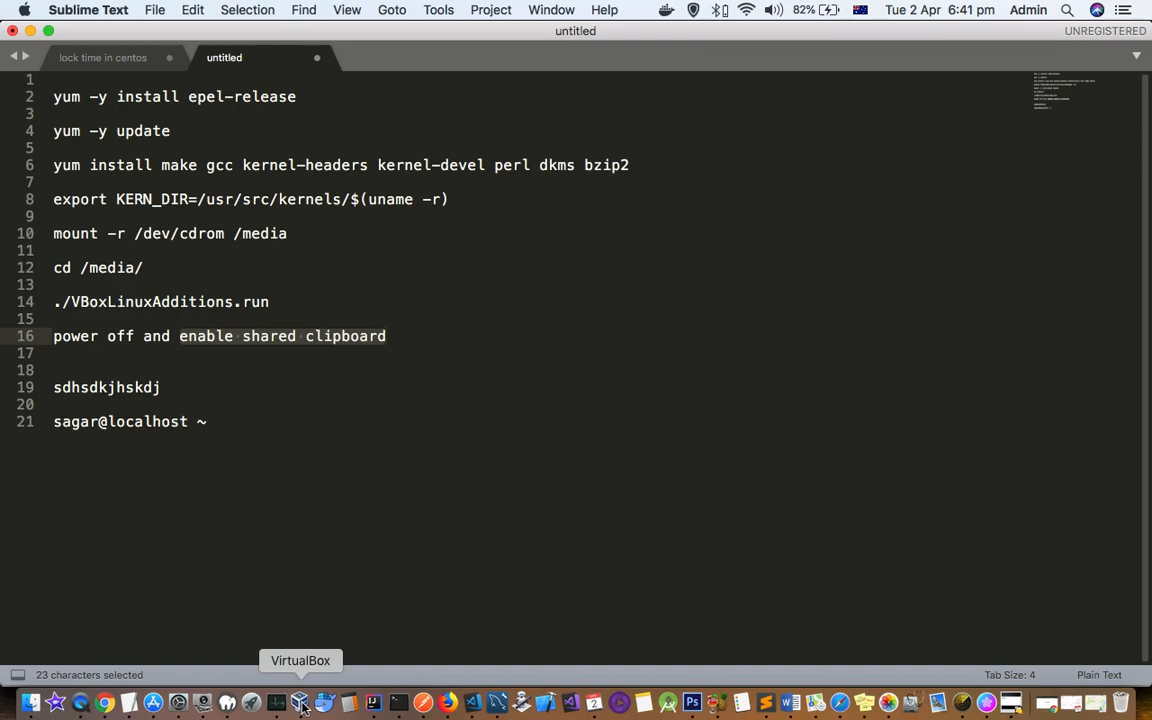 Sublime Text File Edit Selection Find View Goto Tools Project Window Help 82% Tue 2 Apr 6:41 pm Admin
untitled UNREGISTERED
lock time in centos untitled
1
2 yum -y install epel-release
3
4 yum -y update
5
6 yum install make gcc kernel-headers kernel-devel perl dkms bzip2
7
8 export KERN_DIR=/usr/src/kernels/$(uname -r)
9
10 mount -r /dev/cdrom /media
11
12 cd /media/
13
14 ./VBoxLinuxAdditions.run
15
16 power off and enable shared clipboard
17
18
19 sdhsdkjhskdj
20
21 sagar@localhost ~
VirtualBox
23 characters selected Tab Size: 4 Plain Text